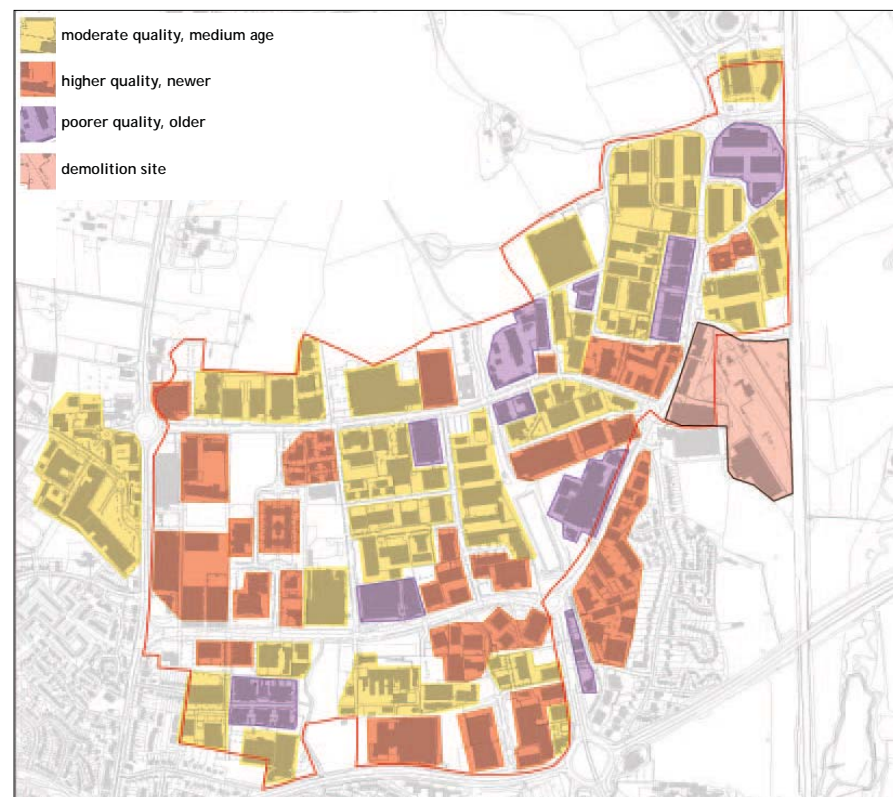 moderate quality, medium age
higher quality, newer
poorer quality, older
demolition site